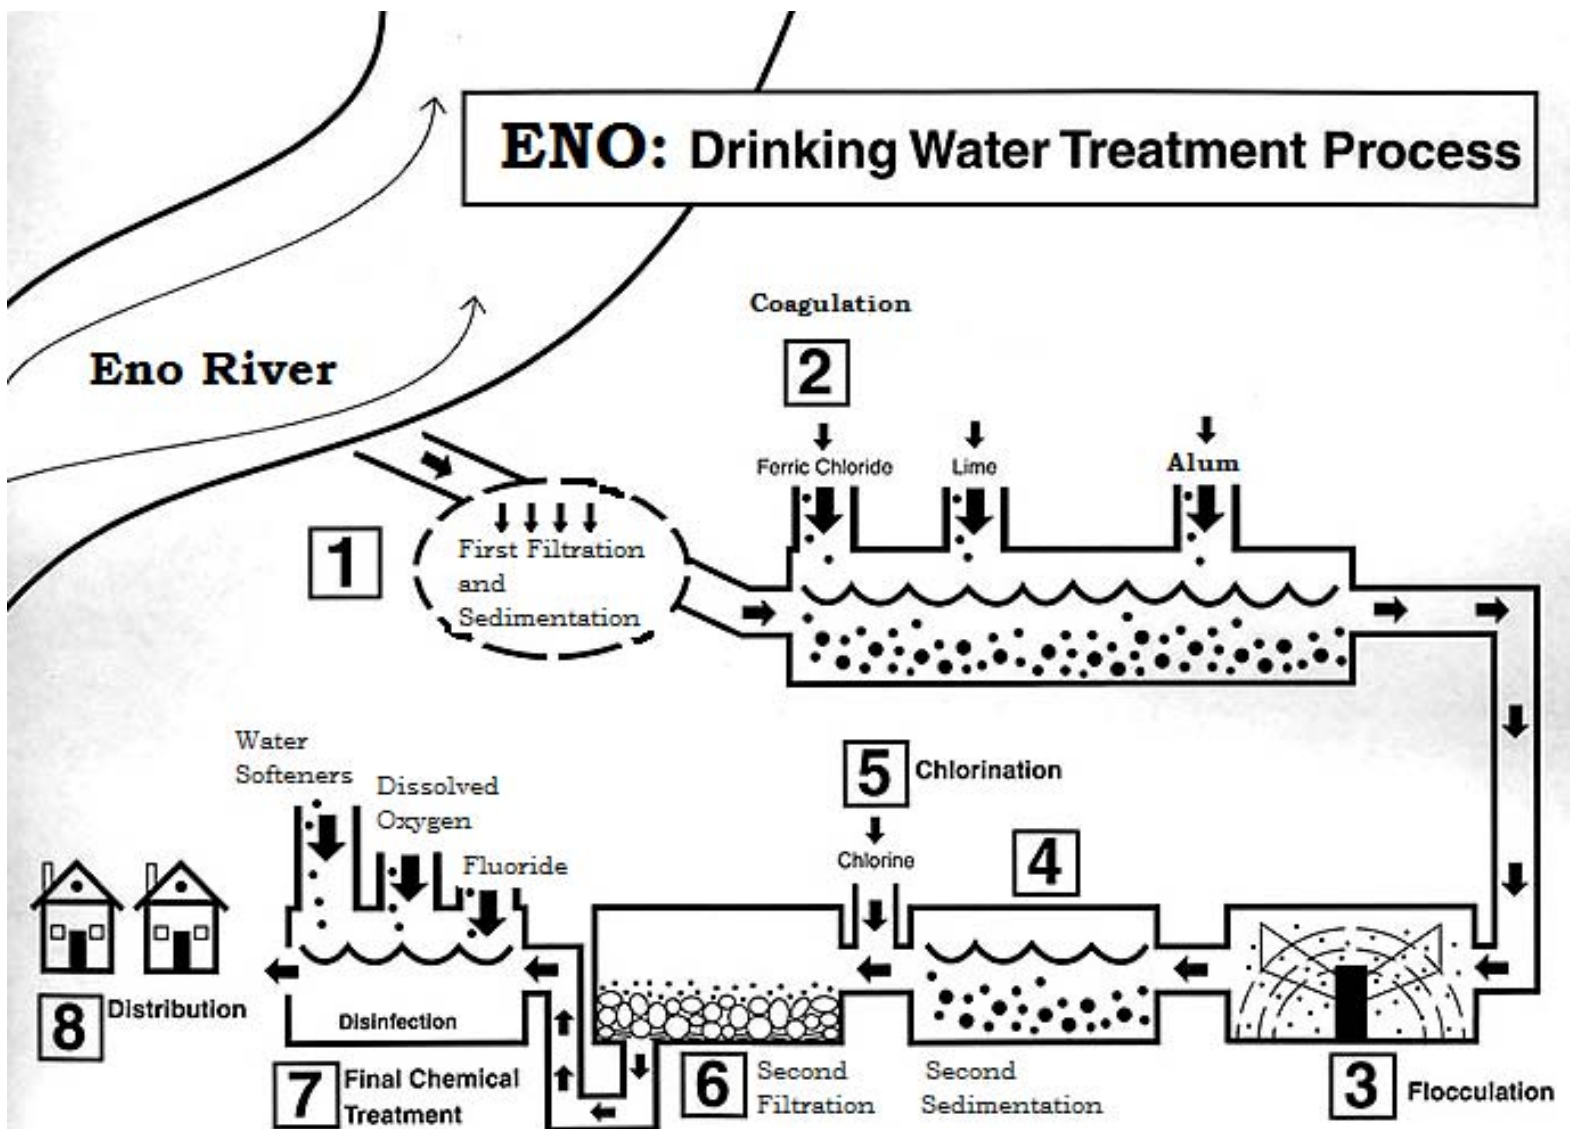 ENO: Drinking Water Treatment Process
Eno River
Coagulation
2
Ferric Chloride
Lime
Alum
1
First Filtration
and
Sedimentation
Water
Softeners
Dissolved
Oxygen
Fluoride
5 Chlorination
Chlorine
4
8 Distribution
Disinfection
7 Final Chemical
Treatment
6 Second
Filtration
Second
Sedimentation
3 Flocculation